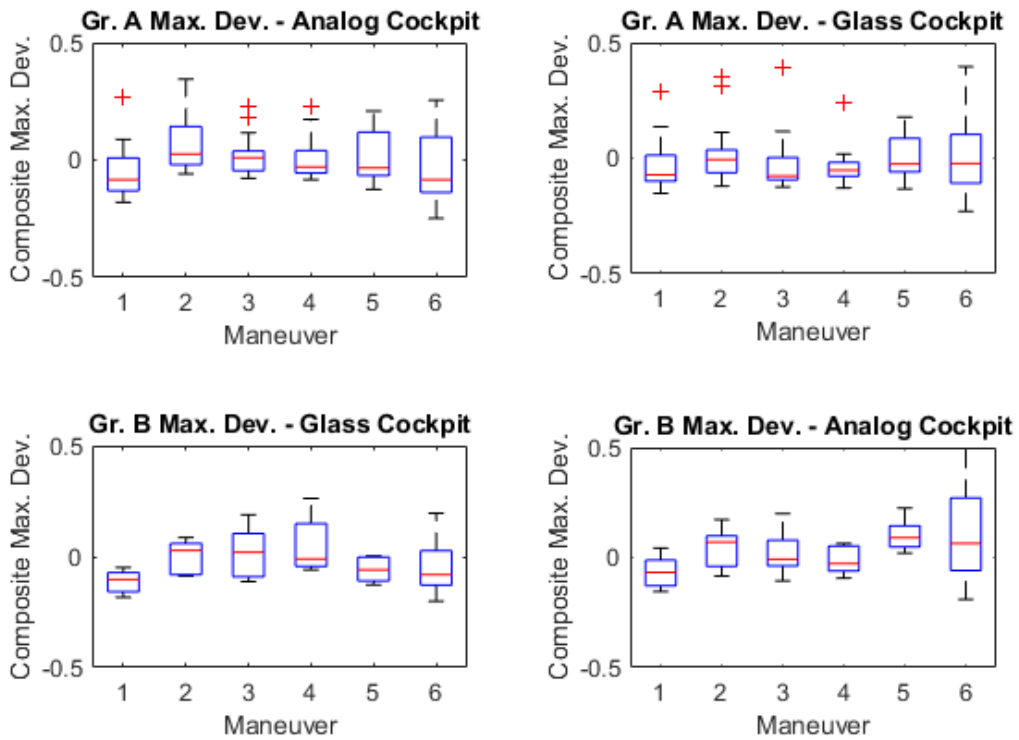 Gr. A Max. Dev. - Analog Cockpit
Composite Max. Dev.
0.5
0
-0.5
1 2 3 4 5 6
Maneuver
Gr. A Max. Dev. - Glass Cockpit
Composite Max. Dev.
0.5
0
-0.5
1 2 3 4 5 6
Maneuver
Gr. B Max. Dev. - Glass Cockpit
Composite Max. Dev.
0.5
0
-0.5
1 2 3 4 5 6
Maneuver
Gr. B Max. Dev. - Analog Cockpit
Composite Max. Dev.
0.5
0
-0.5
1 2 3 4 5 6
Maneuver